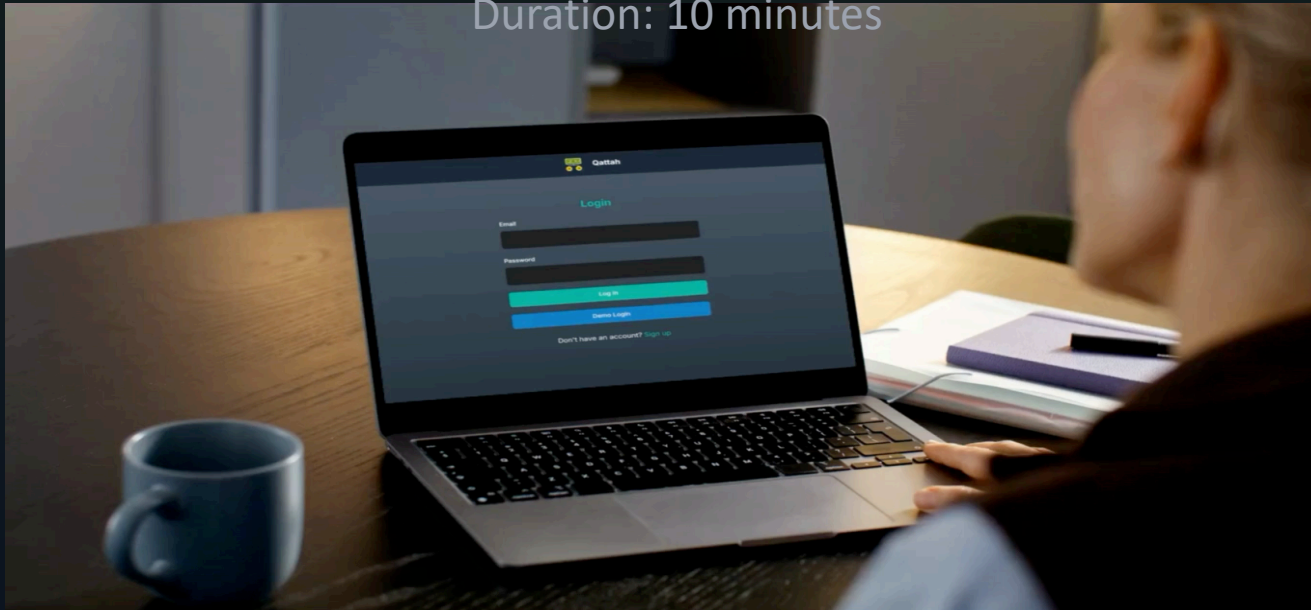 Duration: 10 minutes
Qattah
Login
Email
Password
Log In
Demo Login
Don't have an account? Sign up